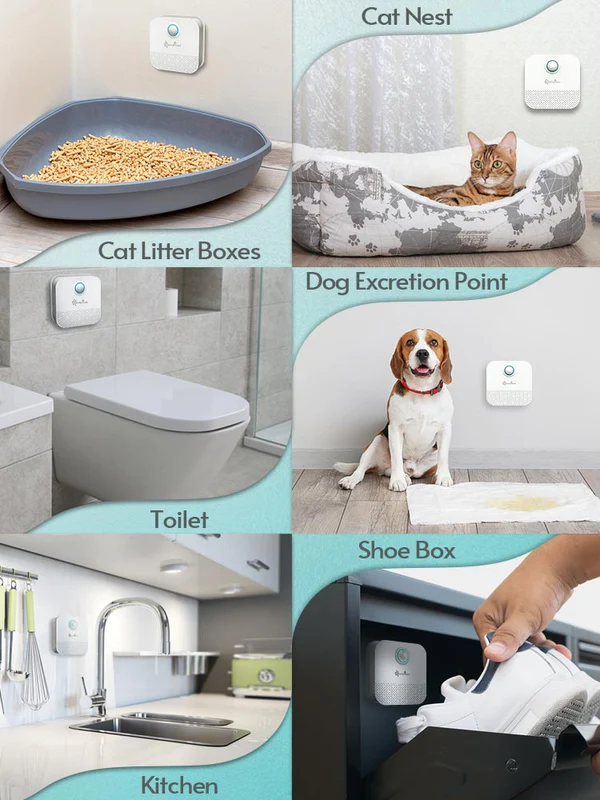 Cat Nest
Cat Litter Boxes
Dog Excretion Point
Toilet
Shoe Box
Kitchen